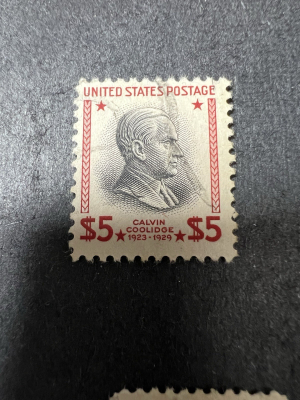 UNITED STATES POSTAGE
CALVIN
$5 COOLIDGE $5
1923-1929